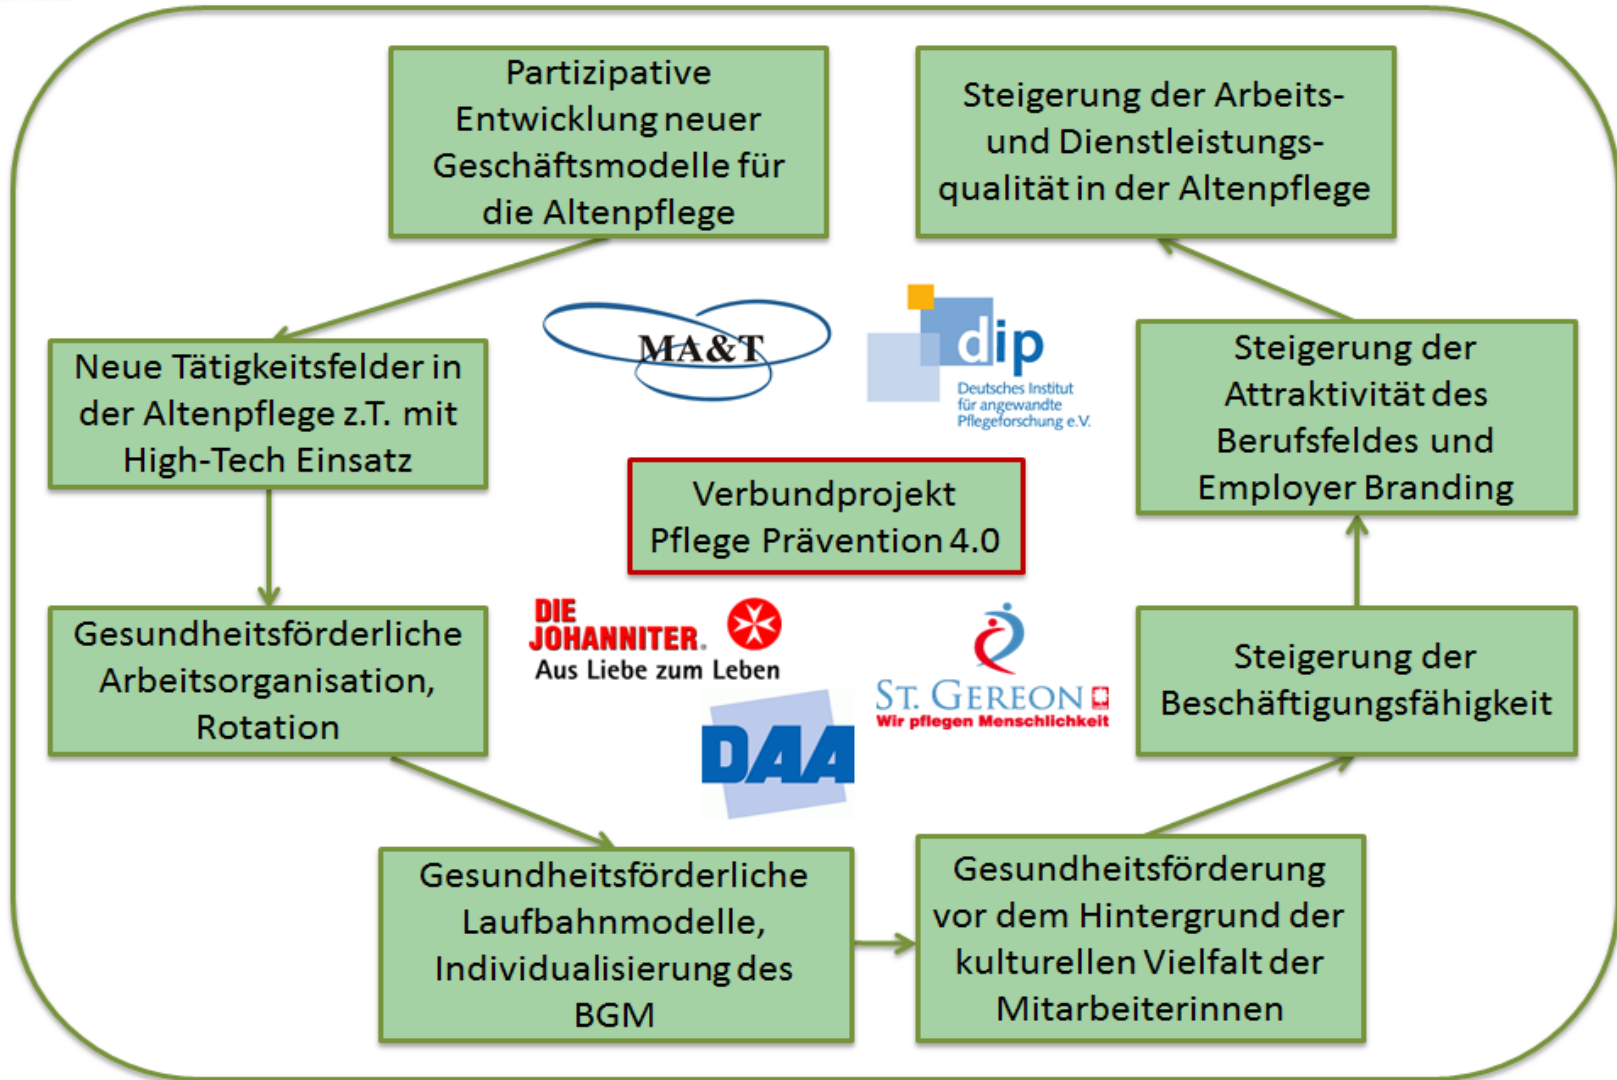 Partizipative
Entwicklung neuer
Geschäftsmodelle für
die Altenpflege
Steigerung der Arbeits-
und Dienstleistungs-
qualität in der Altenpflege
Neue Tätigkeitsfelder in
der Altenpflege z.T. mit
High-Tech Einsatz
MA&T
dip
Deutsches Institut
für angewandte
Pflegeforschung e.V.
Steigerung der
Attraktivität des
Berufsfeldes und
Employer Branding
Verbundprojekt
Pflege Prävention 4.0
Gesundheitsförderliche
Arbeitsorganisation,
Rotation
DIE
JOHANNITER.
Aus Liebe zum Leben
ST. GEREON
Wir pflegen Menschlichkeit
DAA
Steigerung der
Beschäftigungsfähigkeit
Gesundheitsförderliche
Laufbahnmodelle,
Individualisierung des
BGM
Gesundheitsförderung
vor dem Hintergrund der
kulturellen Vielfalt der
Mitarbeiterinnen